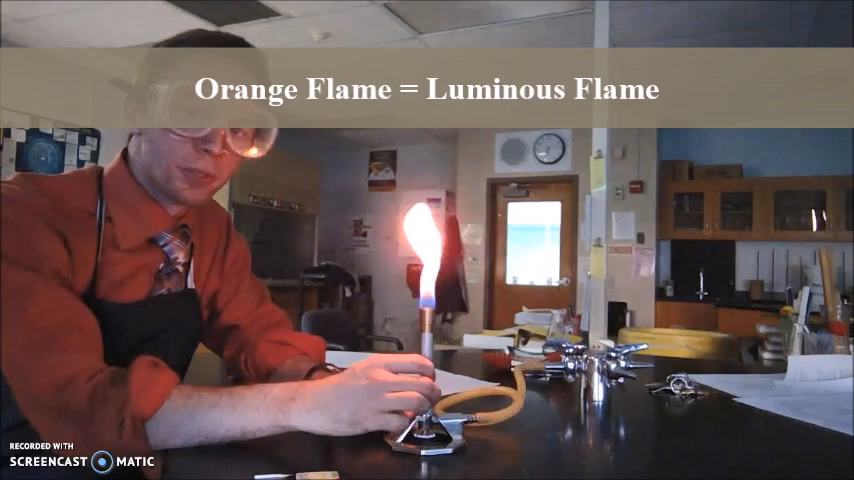 Orange Flame = Luminous Flame
RECORDED WITH
SCREENCAST MATIC